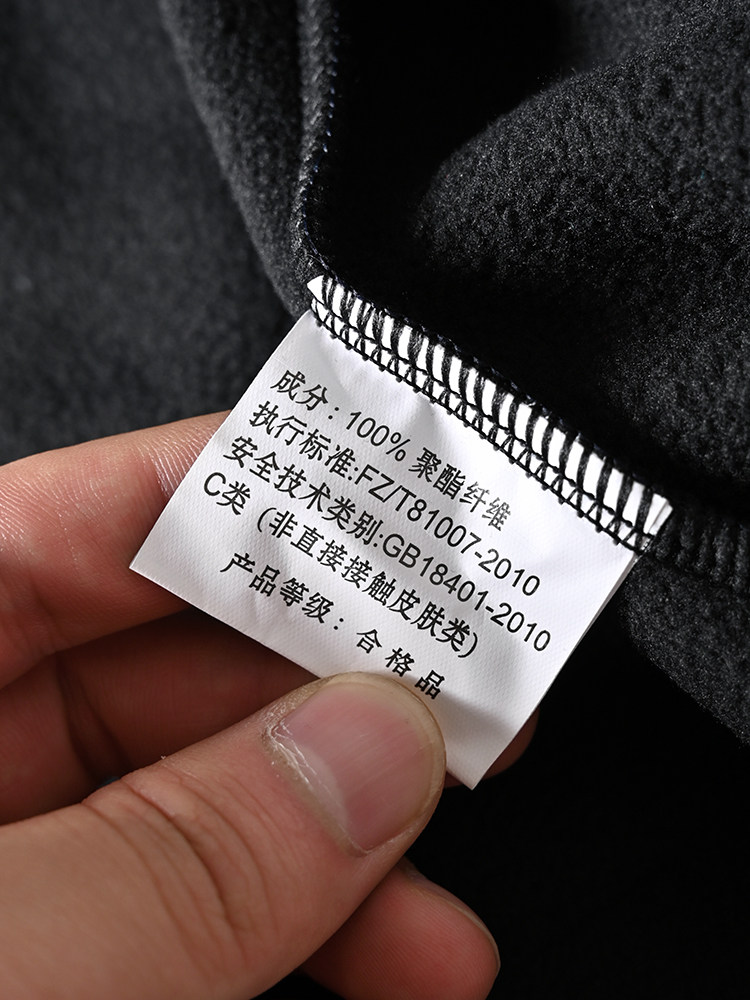 成分：100% 聚酯纤维
执行标准:FZ/T81007-2010
安全技术类别:GB18401-2010
C类（非直接接触皮肤类）
产品等级：合格品